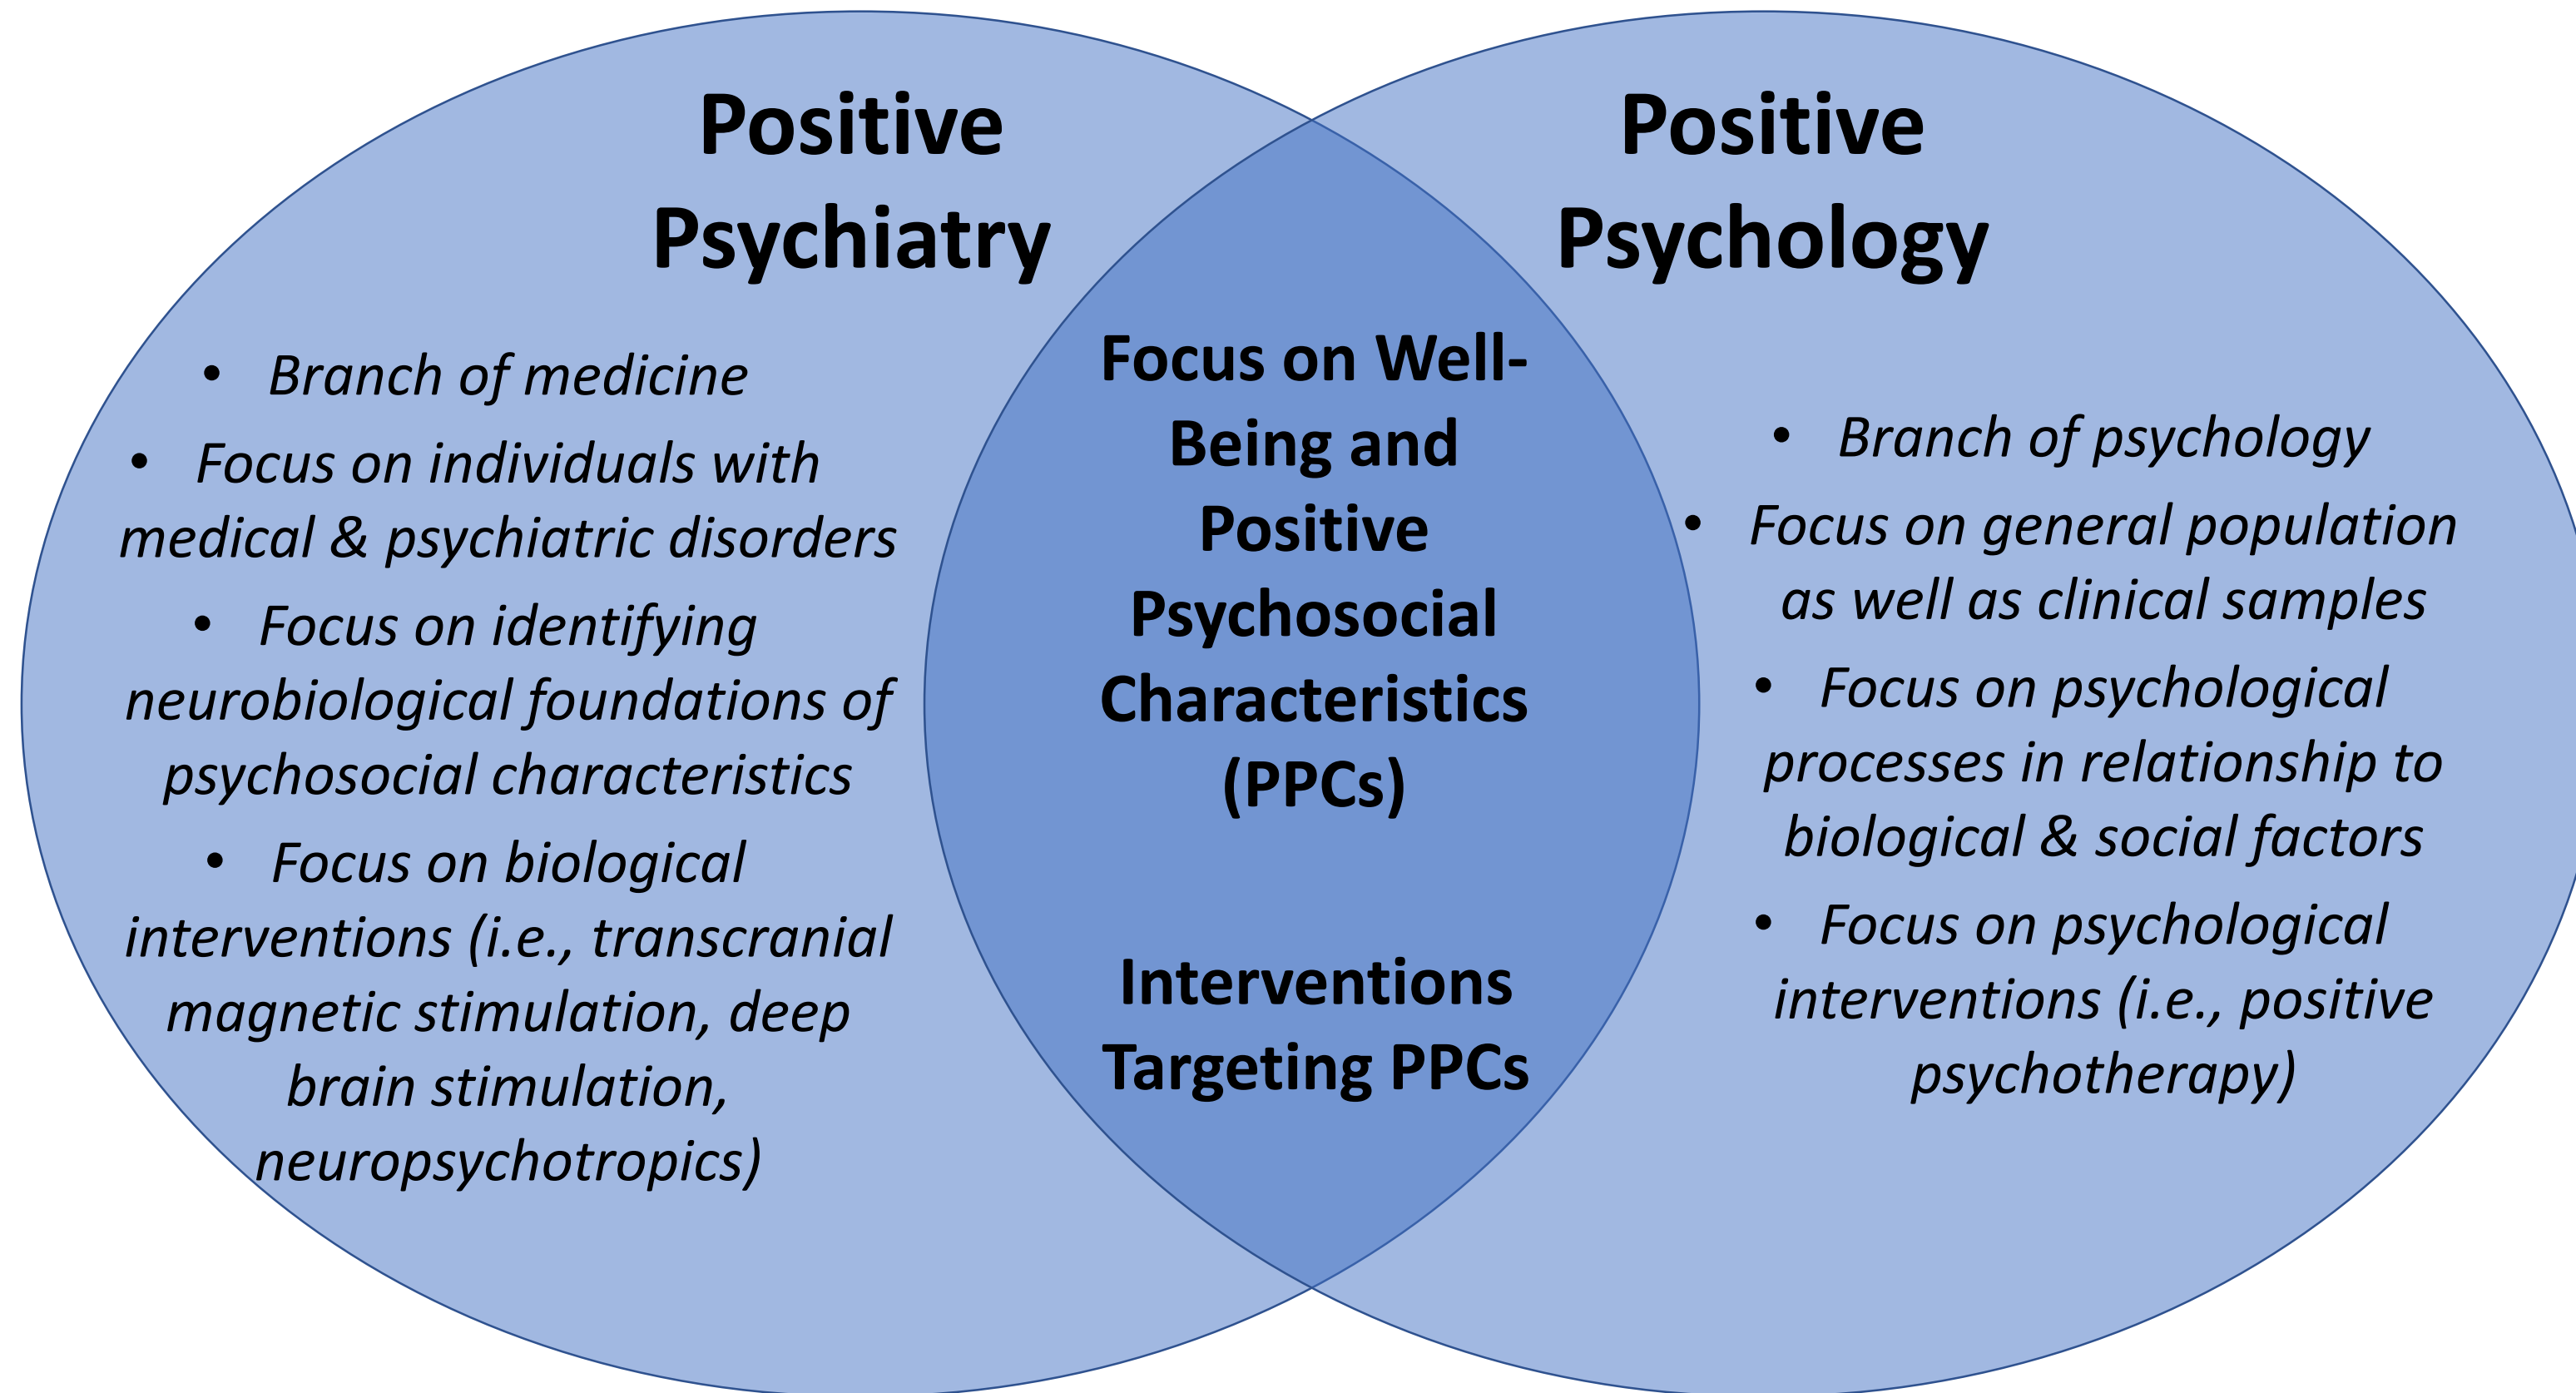 Positive
Psychiatry
• Branch of medicine
• Focus on individuals with
medical & psychiatric disorders
• Focus on identifying
neurobiological foundations of
psychosocial characteristics
• Focus on biological
interventions (i.e., transcranial
magnetic stimulation, deep
brain stimulation,
neuropsychotropics)
Focus on Well-
Being and
Positive
Psychosocial
Characteristics
(PPCs)
Interventions
Targeting PPCs
Positive
Psychology
• Branch of psychology
• Focus on general population
as well as clinical samples
• Focus on psychological
processes in relationship to
biological & social factors
• Focus on psychological
interventions (i.e., positive
psychotherapy)